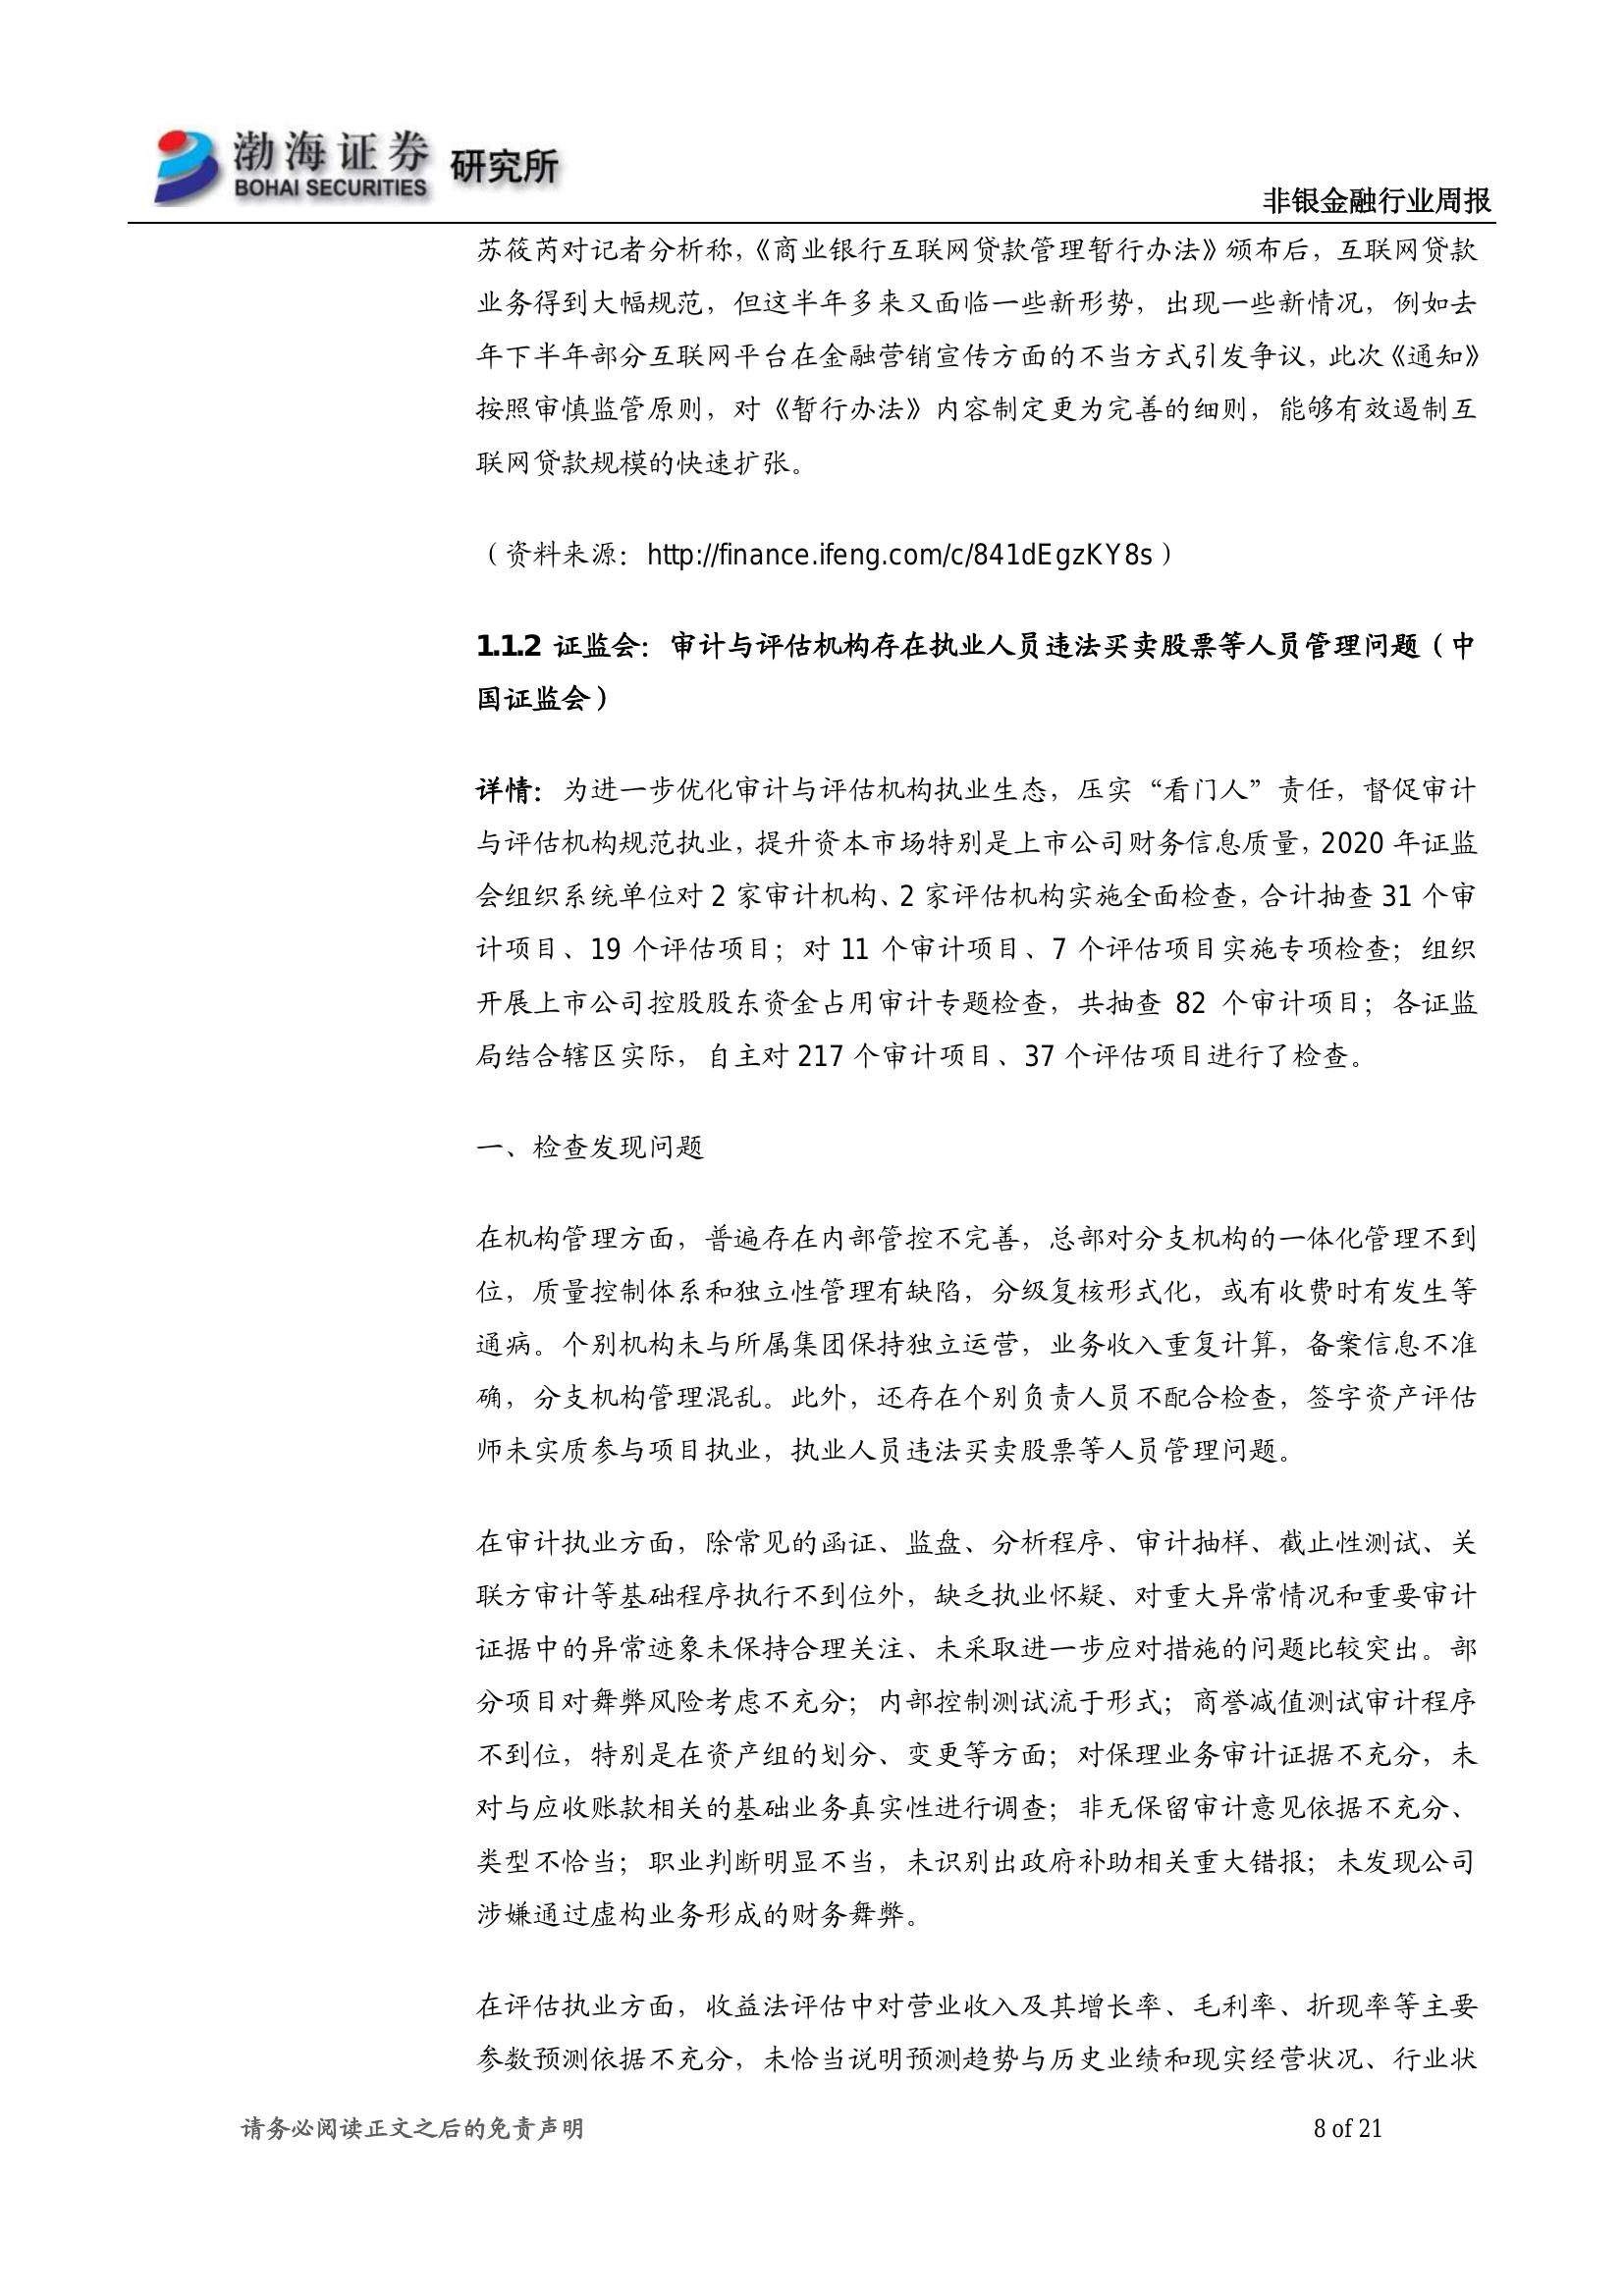 渤海证券 研究所
BOHAI SECURITIES
非银金融行业周报
苏筱芮对记者分析称，《商业银行互联网贷款管理暂行办法》颁布后，互联网贷款
业务得到大幅规范，但这半年多来又面临一些新形势，出现一些新情况，例如去
年下半年部分互联网平台在金融营销宣传方面的不当方式引发争议，此次《通知》
按照审慎监管原则，对《暂行办法》内容制定更为完善的细则，能够有效遏制互
联网贷款规模的快速扩张。
（资料来源：http://finance.ifeng.com/c/841dEgzKY8s）
1.1.2 证监会：审计与评估机构存在执业人员违法买卖股票等人员管理问题（中
国证监会）
详情：为进一步优化审计与评估机构执业生态，压实“看门人”责任，督促审计
与评估机构规范执业，提升资本市场特别是上市公司财务信息质量，2020 年证监
会组织系统单位对 2 家审计机构、2 家评估机构实施全面检查，合计抽查 31 个审
计项目、19 个评估项目；对 11 个审计项目、7 个评估项目实施专项检查；组织
开展上市公司控股股东资金占用审计专题检查，共抽查 82 个审计项目；各证监
局结合辖区实际，自主对 217 个审计项目、37 个评估项目进行了检查。
一、检查发现问题
在机构管理方面，普遍存在内部管控不完善，总部对分支机构的一体化管理不到
位，质量控制体系和独立性管理有缺陷，分级复核形式化，或有收费时有发生等
通病。个别机构未与所属集团保持独立运营，业务收入重复计算，备案信息不准
确，分支机构管理混乱。此外，还存在个别负责人员不配合检查，签字资产评估
师未实质参与项目执业，执业人员违法买卖股票等人员管理问题。
在审计执业方面，除常见的函证、监盘、分析程序、审计抽样、截止性测试、关
联方审计等基础程序执行不到位外，缺乏执业怀疑、对重大异常情况和重要审计
证据中的异常迹象未保持合理关注、未采取进一步应对措施的问题比较突出。部
分项目对舞弊风险考虑不充分；内部控制测试流于形式；商誉减值测试审计程序
不到位，特别是在资产组的划分、变更等方面；对保理业务审计证据不充分，未
对与应收账款相关的基础业务真实性进行调查；非无保留审计意见依据不充分、
类型不恰当；职业判断明显不当，未识别出政府补助相关重大错报；未发现公司
涉嫌通过虚构业务形成的财务舞弊。
在评估执业方面，收益法评估中对营业收入及其增长率、毛利率、折现率等主要
参数预测依据不充分，未恰当说明预测趋势与历史业绩和现实经营状况、行业状
请务必阅读正文之后的免责声明
8 of 21